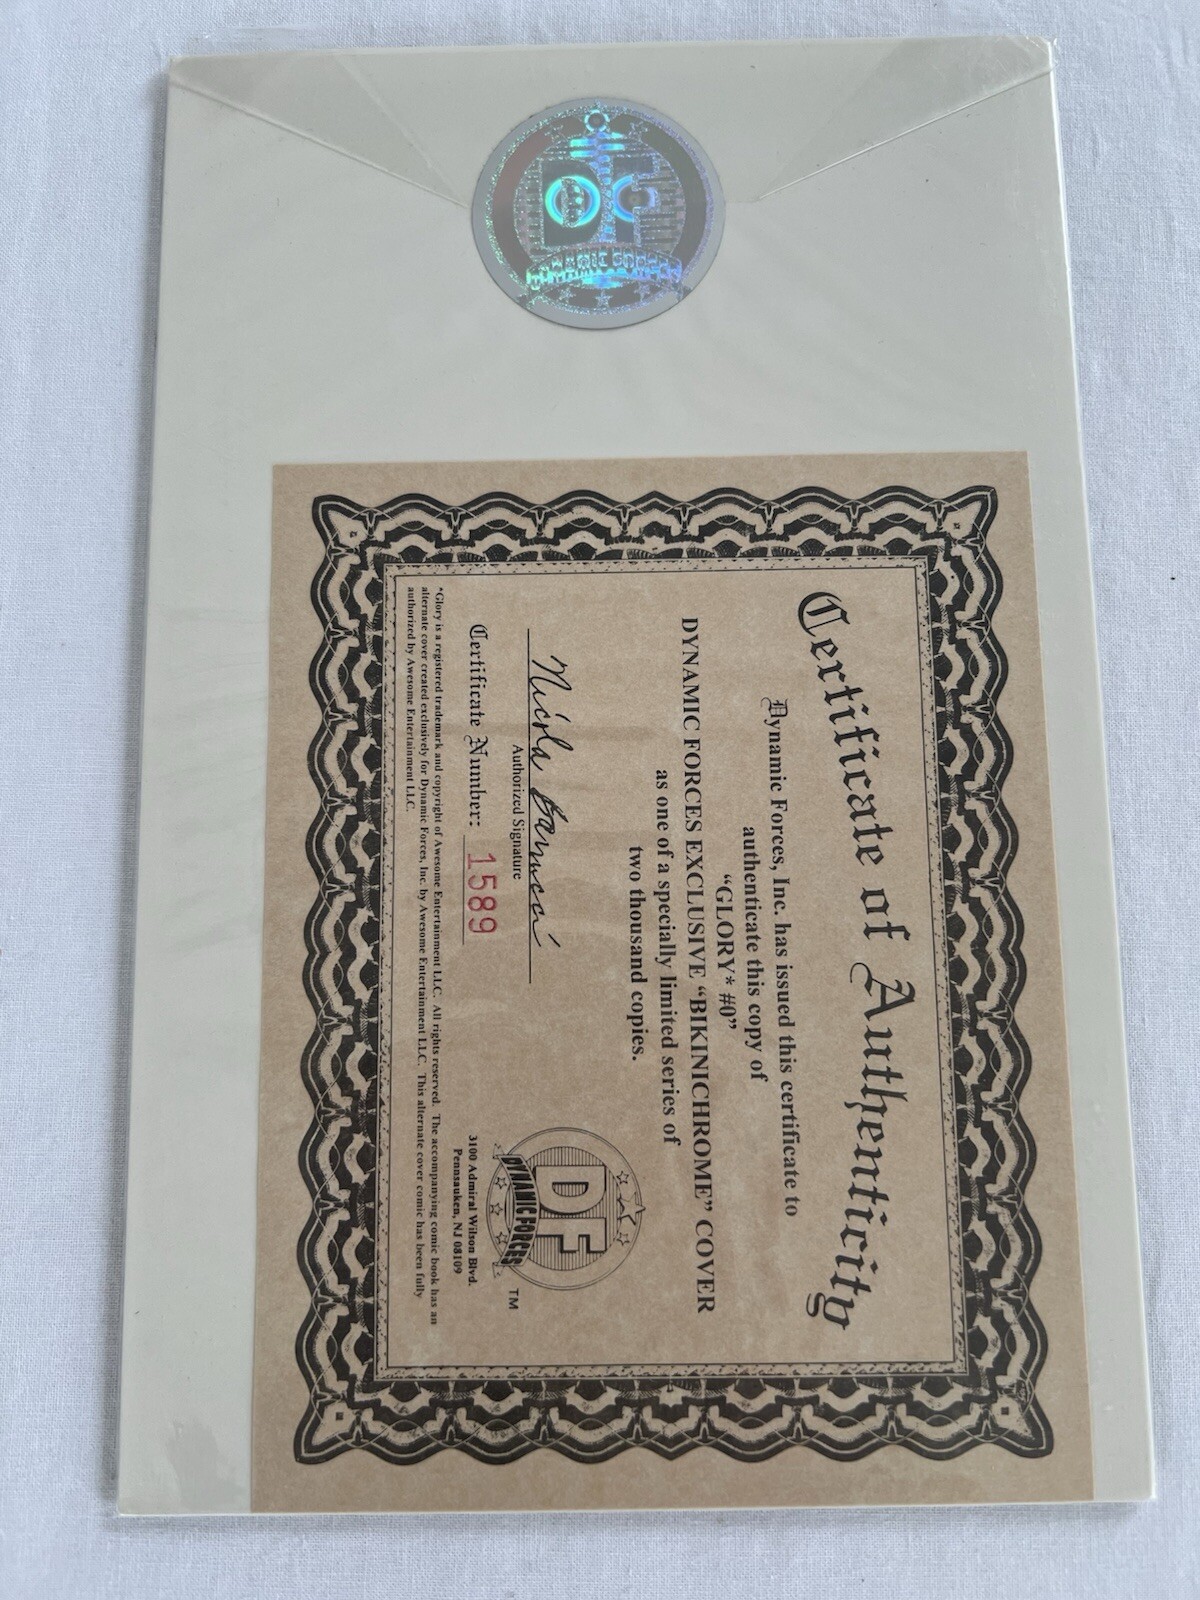 Certificate of Authenticity
Dynamic Forces, Inc. has issued this certificate to
authenticate this copy of
“GLORY* #0”
DYNAMIC FORCES EXCLUSIVE “BIKINICHROME” COVER
as one of a specially limited series of
two thousand copies.
Nicola Barrucci
Authorized Signature
Certificate Number: 1589
DF
DYNAMIC FORCES
TM
3100 Admiral Wilson Blvd.
Pennsauken, NJ 08109
*Glory is a registered trademark and copyright of Awesome Entertainment LLC. All rights reserved. The accompanying comic book has an
alternate cover created exclusively for Dynamic Forces, Inc. by Awesome Entertainment LLC. This alternate cover comic has been fully
authorized by Awesome Entertainment LLC.